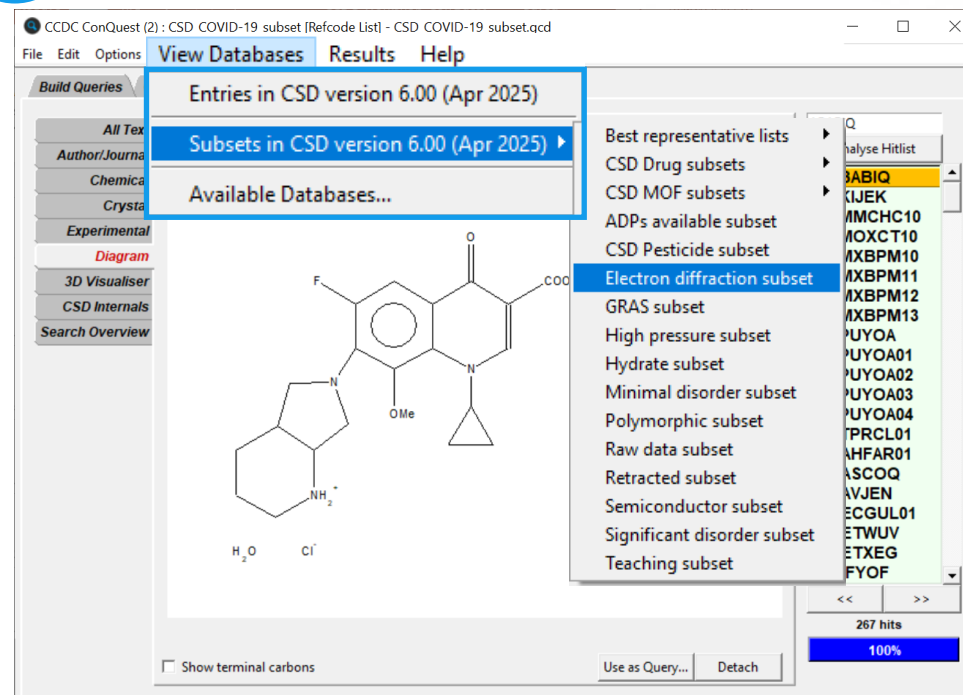 CCDC ConQuest (2) : CSD COVID-19 subset [Refcode List] - CSD COVID-19 subset.gcd
File Edit Options View Databases Results Help
Build Queries
Entries in CSD version 6.00 (Apr 2025)
Subsets in CSD version 6.00 (Apr 2025)
Available Databases...
Best representative lists
CSD Drug subsets
CSD MOF subsets
ADPs available subset
CSD Pesticide subset
Electron diffraction subset
GRAS subset
High pressure subset
Hydrate subset
Minimal disorder subset
Polymorphic subset
Raw data subset
Retracted subset
Semiconductor subset
Significant disorder subset
Teaching subset
All Tex
Author/Journa
Chemica
Crysta
Experimental
Diagram
3D Visualiser
CSD Internals
Search Overview
O
F
COO
N
N
OMe
NH2+
H2O Cl-
Show terminal carbons
Use as Query... Detach
Q
nalyse Hitlist
BABIQ
KIJEK
MMCHC10
MOXCT10
MXBPM10
MXBPM11
MXBPM12
MXBPM13
PUYOA
PUYOA01
PUYOA02
PUYOA03
PUYOA04
TPRCL01
AHFAR01
ASCOQ
AVJEN
ECGUL01
ETWUV
ETXEG
FYOF
<< >>
267 hits
100%